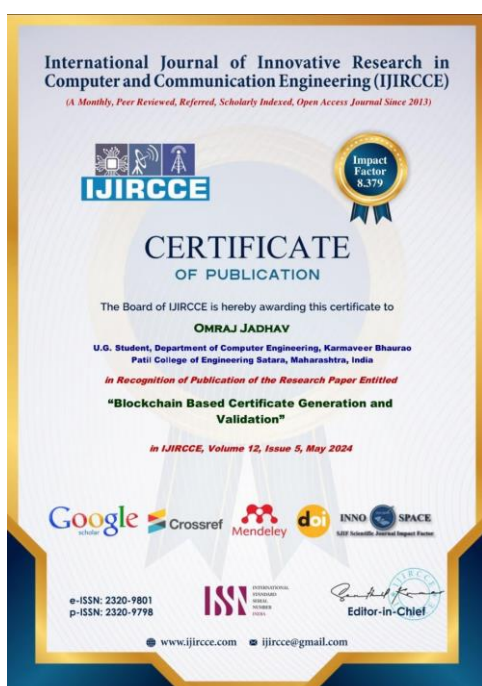 International Journal of Innovative Research in
Computer and Communication Engineering (IJIRCCE)
(A Monthly, Peer Reviewed, Referred, Scholarly Indexed, Open Access Journal Since 2013)
IJIRCCE
Impact
Factor
8.379
CERTIFICATE
OF PUBLICATION
The Board of IJIRCCE is hereby awarding this certificate to
OMRAJ JADHAV
U.G. Student, Department of Computer Engineering, Karmaveer Bhaurao
Patil College of Engineering Satara, Maharashtra, India
in Recognition of Publication of the Research Paper Entitled
“Blockchain Based Certificate Generation and
Validation”
in IJIRCCE, Volume 12, Issue 5, May 2024
Google
scholar
Crossref
Mendeley
doi
INNO SPACE
SJIF Scientific Journal Impact Factor
e-ISSN: 2320-9801
p-ISSN: 2320-9798
ISSN
INTERNATIONAL
STANDARD
SERIAL
NUMBER
INDIA
IJIRCCE
Editor-in-Chief
www.ijircce.com ijircce@gmail.com